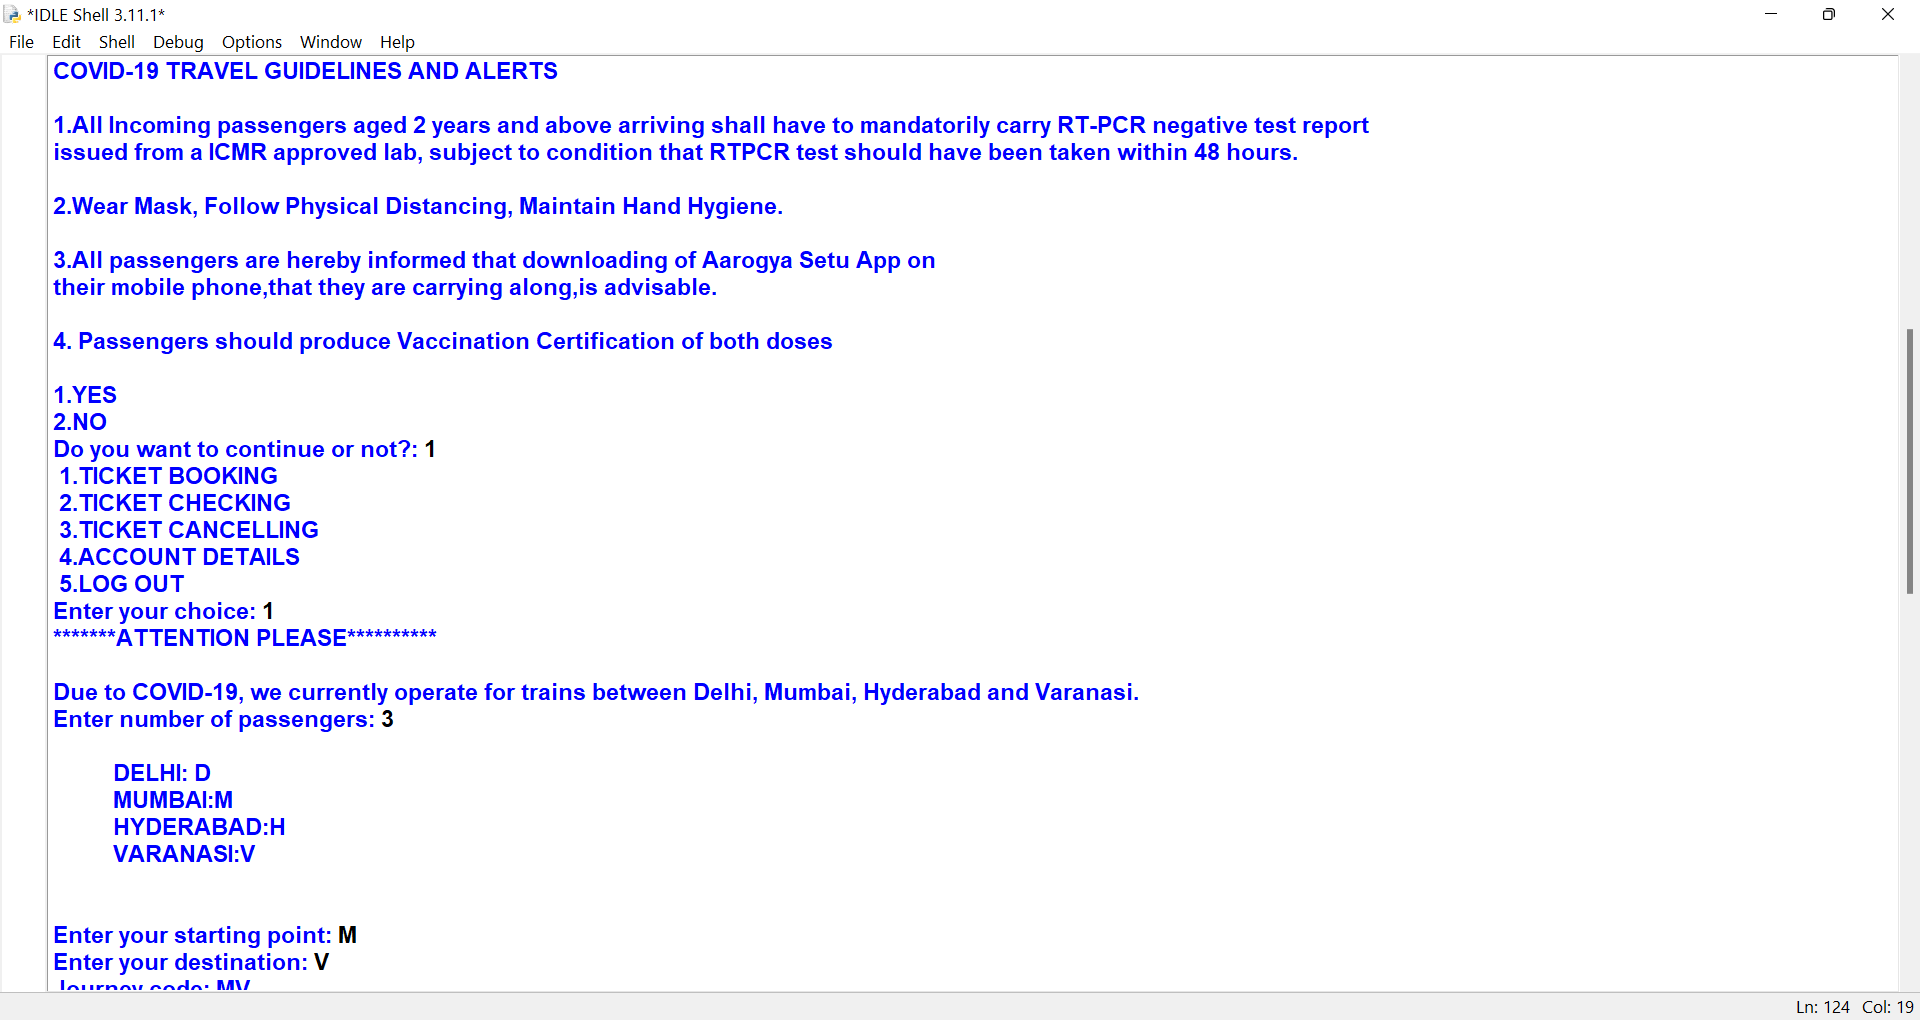 *IDLE Shell 3.11.1*
File Edit Shell Debug Options Window Help
COVID-19 TRAVEL GUIDELINES AND ALERTS
1.All Incoming passengers aged 2 years and above arriving shall have to mandatorily carry RT-PCR negative test report
issued from a ICMR approved lab, subject to condition that RTPCR test should have been taken within 48 hours.
2.Wear Mask, Follow Physical Distancing, Maintain Hand Hygiene.
3.All passengers are hereby informed that downloading of Aarogya Setu App on
their mobile phone,that they are carrying along,is advisable.
4. Passengers should produce Vaccination Certification of both doses
1.YES
2.NO
Do you want to continue or not?: 1
1.TICKET BOOKING
2.TICKET CHECKING
3.TICKET CANCELLING
4.ACCOUNT DETAILS
5.LOG OUT
Enter your choice: 1
*******ATTENTION PLEASE**********
Due to COVID-19, we currently operate for trains between Delhi, Mumbai, Hyderabad and Varanasi.
Enter number of passengers: 3
DELHI: D
MUMBAI:M
HYDERABAD:H
VARANASI:V
Enter your starting point: M
Enter your destination: V
Journey code: MV
Ln: 124 Col: 19